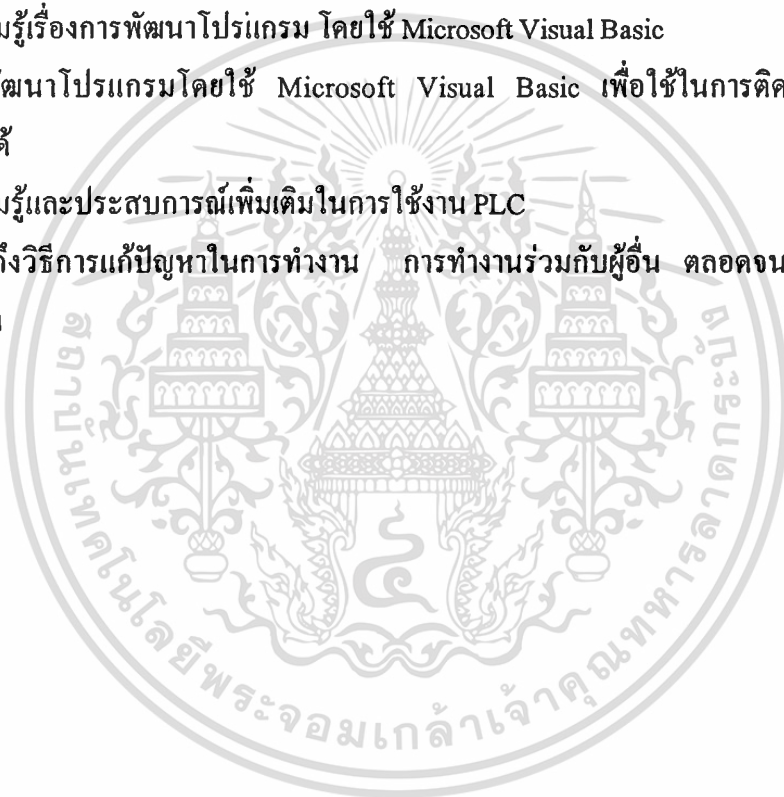 มรู้เรื่องการพัฒนาโปรแกรม โดยใช้ Microsoft Visual Basic
ัฒนาโปรแกรมโดยใช้ Microsoft Visual Basic เพื่อใช้ในการติด
ด้
มรู้และประสบการณ์เพิ่มเติมในการใช้งาน PLC
ถึงวิธีการแก้ปัญหาในการทำงาน การทำงานร่วมกับผู้อื่น ตลอดจน
สถาบันเทคโนโลยีพระจอมเกล้าเจ้าคุณทหารลาดกระบัง